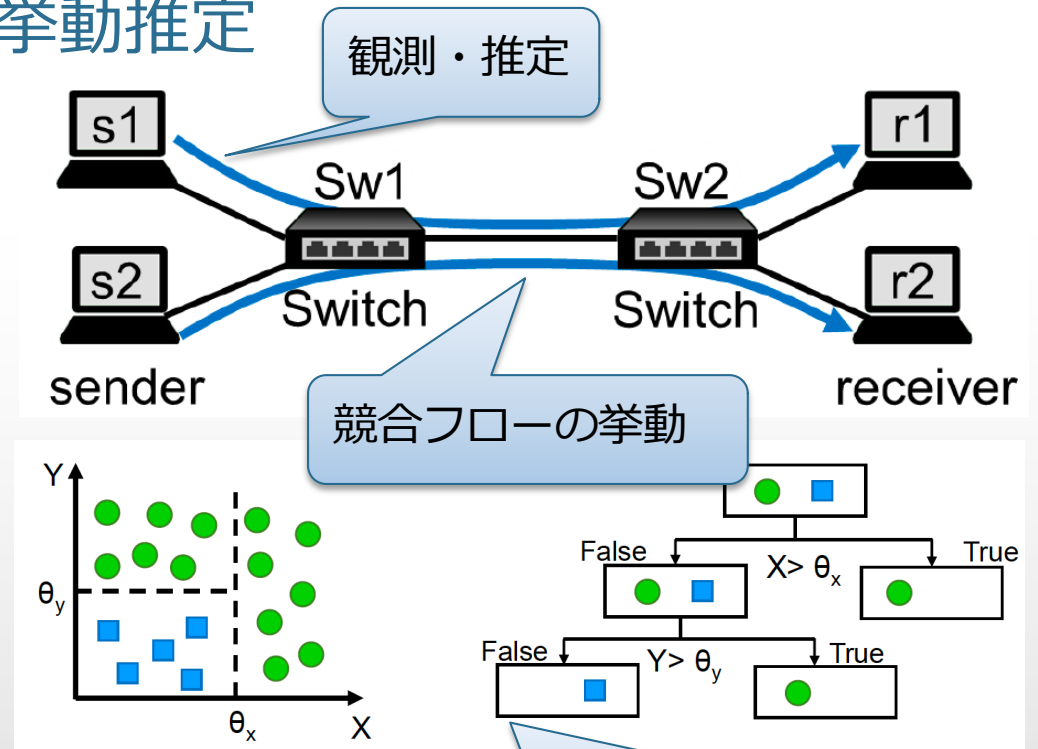 挙動推定
観測・推定
s1
r1
Sw1
Sw2
s2
r2
Switch
Switch
sender
receiver
競合フローの挙動
Y
θy
θx
X
False
X> θx
True
False
Y> θy
True